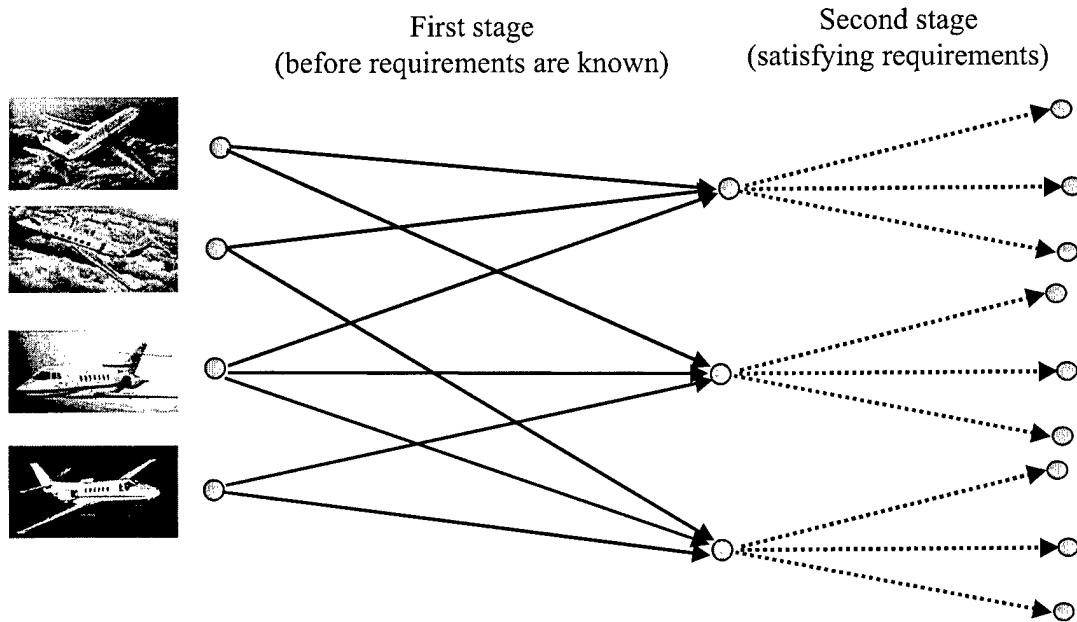 First stage
(before requirements are known)
Second stage
(satisfying requirements)